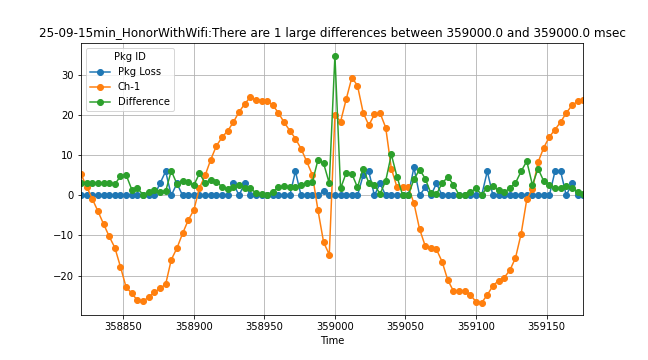 25-09-15min_HonorWithWifi:There are 1 large differences between 359000.0 and 359000.0 msec
Pkg ID
Pkg Loss
Ch-1
Difference
30
20
10
0
−10
−20
358850 358900 358950 359000 359050 359100 359150
Time